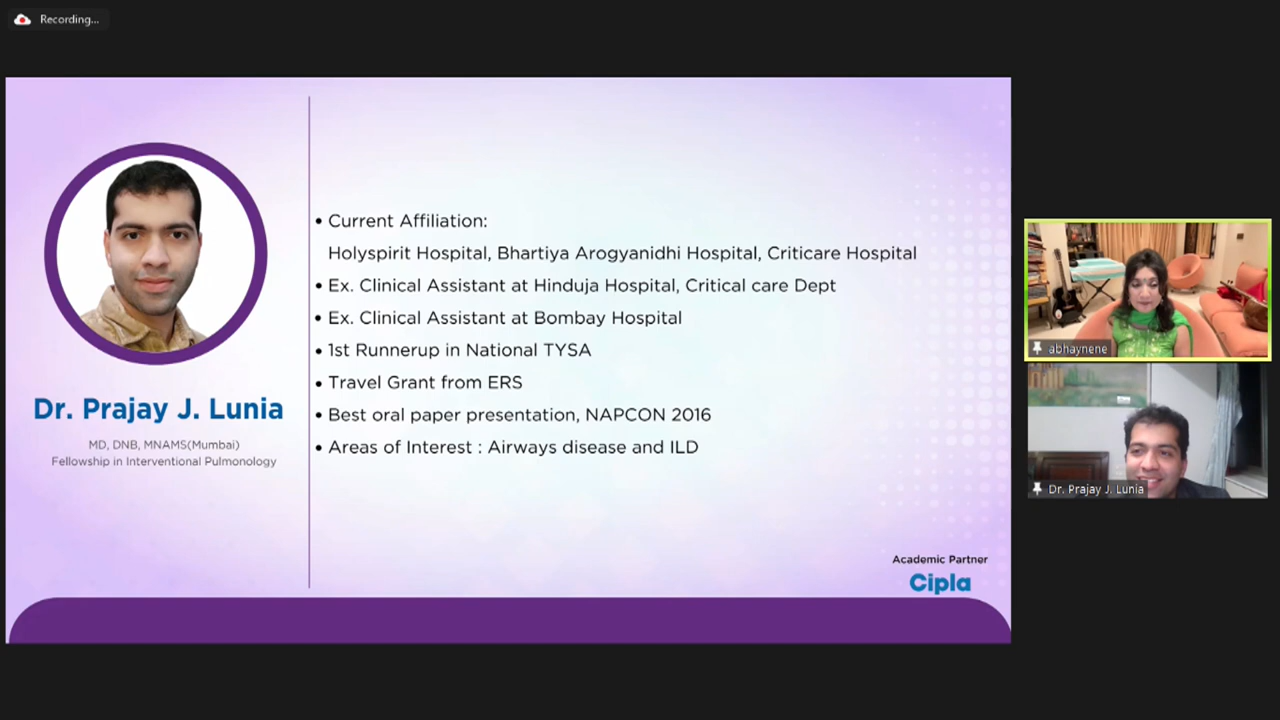 Recording...
Dr. Prajay J. Lunia
MD, DNB, MNAMS(Mumbai)
Fellowship in Interventional Pulmonology
• Current Affiliation:
Holyspirit Hospital, Bhartiya Arogyanidhi Hospital, Criticare Hospital
• Ex. Clinical Assistant at Hinduja Hospital, Critical care Dept
• Ex. Clinical Assistant at Bombay Hospital
• 1st Runnerup in National TYSA
• Travel Grant from ERS
• Best oral paper presentation, NAPCON 2016
• Areas of Interest : Airways disease and ILD
Academic Partner
Cipla
abhaynene
Dr. Prajay J. Lunia